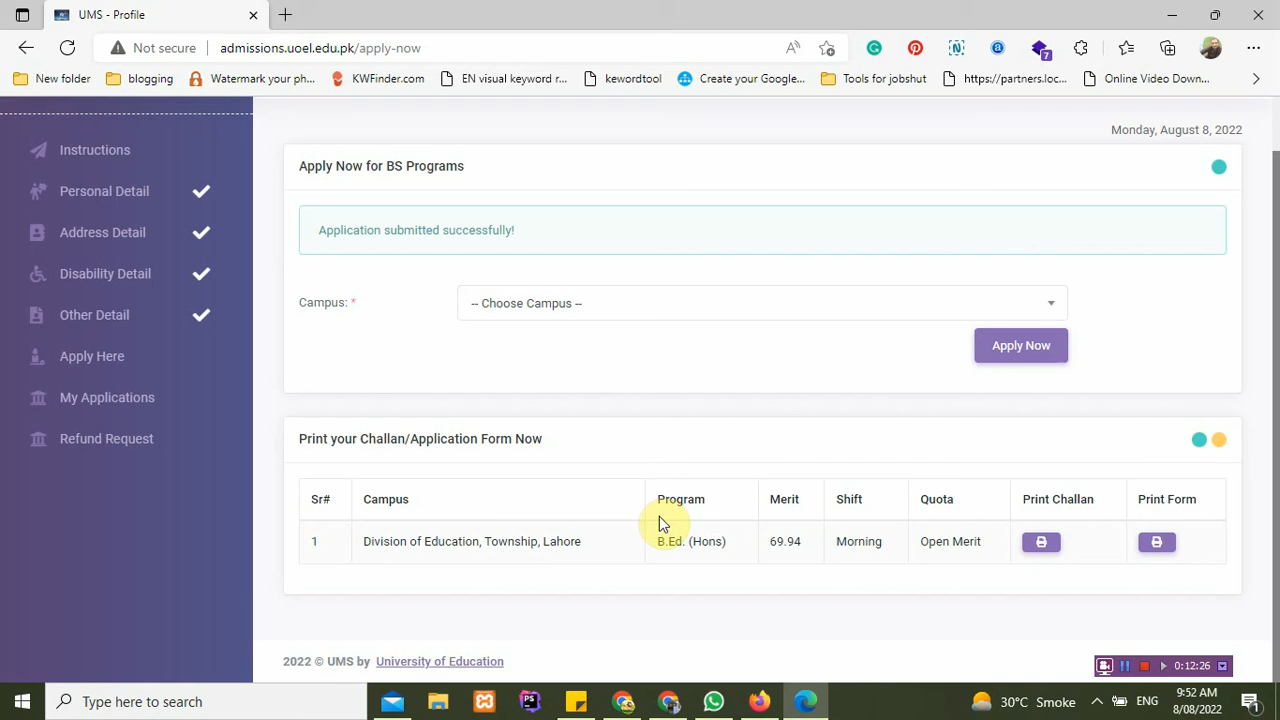 UMS - Profile
Not secure admissions.uoel.edu.pk/apply-now
7
New folder blogging Watermark your ph... KWFinder.com EN visual keyword r... kewordtool Create your Google... Tools for jobshut https://partners.loc... Online Video Down...
Monday, August 8, 2022
Instructions
Personal Detail
Address Detail
Disability Detail
Other Detail
Apply Here
My Applications
Refund Request
Apply Now for BS Programs
Application submitted successfully!
Campus: *
-- Choose Campus --
Apply Now
Print your Challan/Application Form Now
Sr# Campus Program Merit Shift Quota Print Challan Print Form
1 Division of Education, Township, Lahore B.Ed. (Hons) 69.94 Morning Open Merit
2022 © UMS by University of Education
0:12:26
Type here to search
PS
30°C Smoke
ENG
9:52 AM
8/08/2022
1